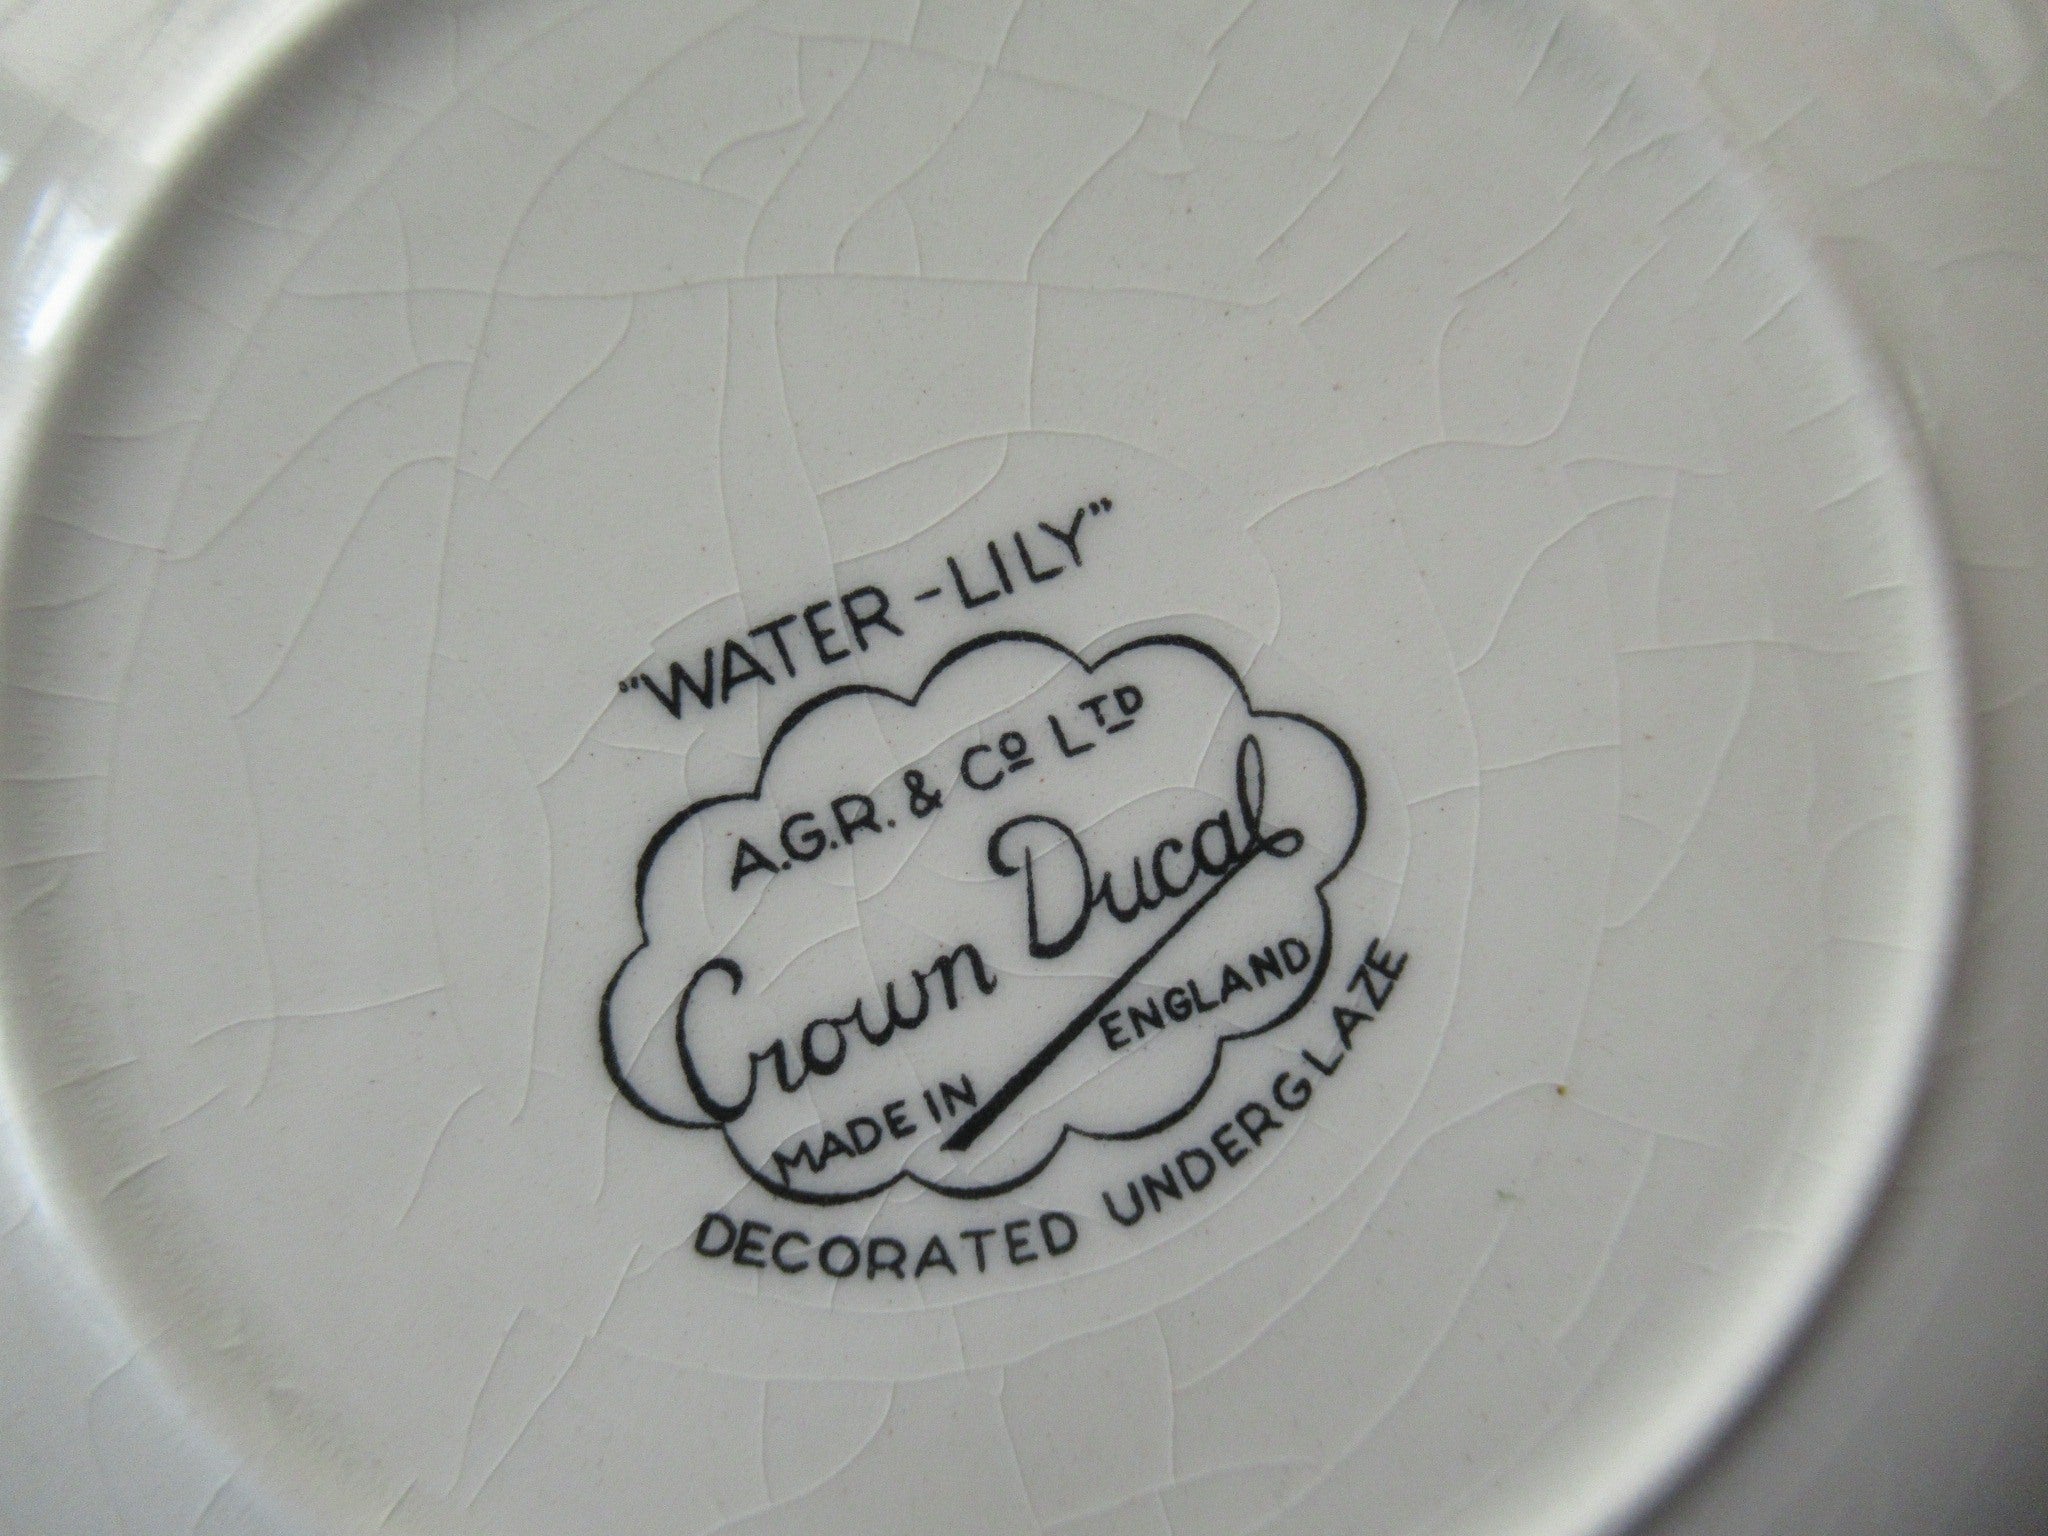 "WATER-LILY"
A.G.R. & Cº LTD
Crown Ducal
MADE IN ENGLAND
DECORATED UNDERGLAZE